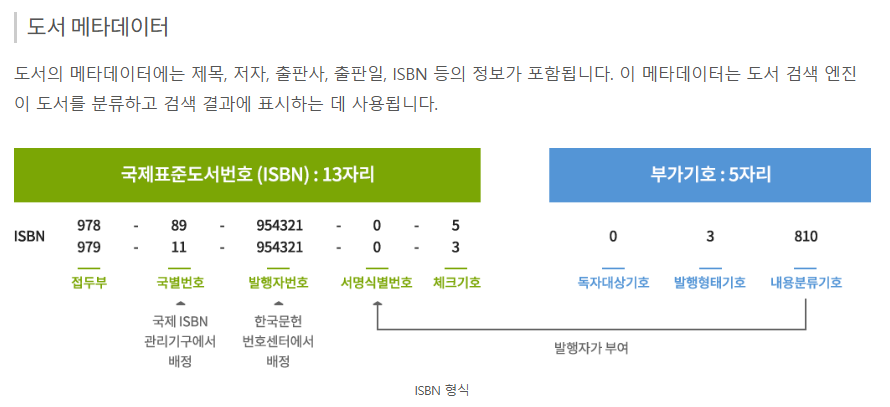 도서 메타데이터
도서의 메타데이터에는 제목, 저자, 출판사, 출판일, ISBN 등의 정보가 포함됩니다. 이 메타데이터는 도서 검색 엔진
이 도서를 분류하고 검색 결과에 표시하는 데 사용됩니다.
국제표준도서번호 (ISBN) : 13자리
부가기호 : 5자리
ISBN
978 - 89 - 954321 - 0 - 5
979 - 11 - 954321 - 0 - 3
0 3 810
접두부 국별번호 발행자번호 서명식별번호 체크기호
독자대상기호 발행형태기호 내용분류기호
국제 ISBN
관리기구에서
배정
한국문헌
번호센터에서
배정
발행자가 부여
ISBN 형식